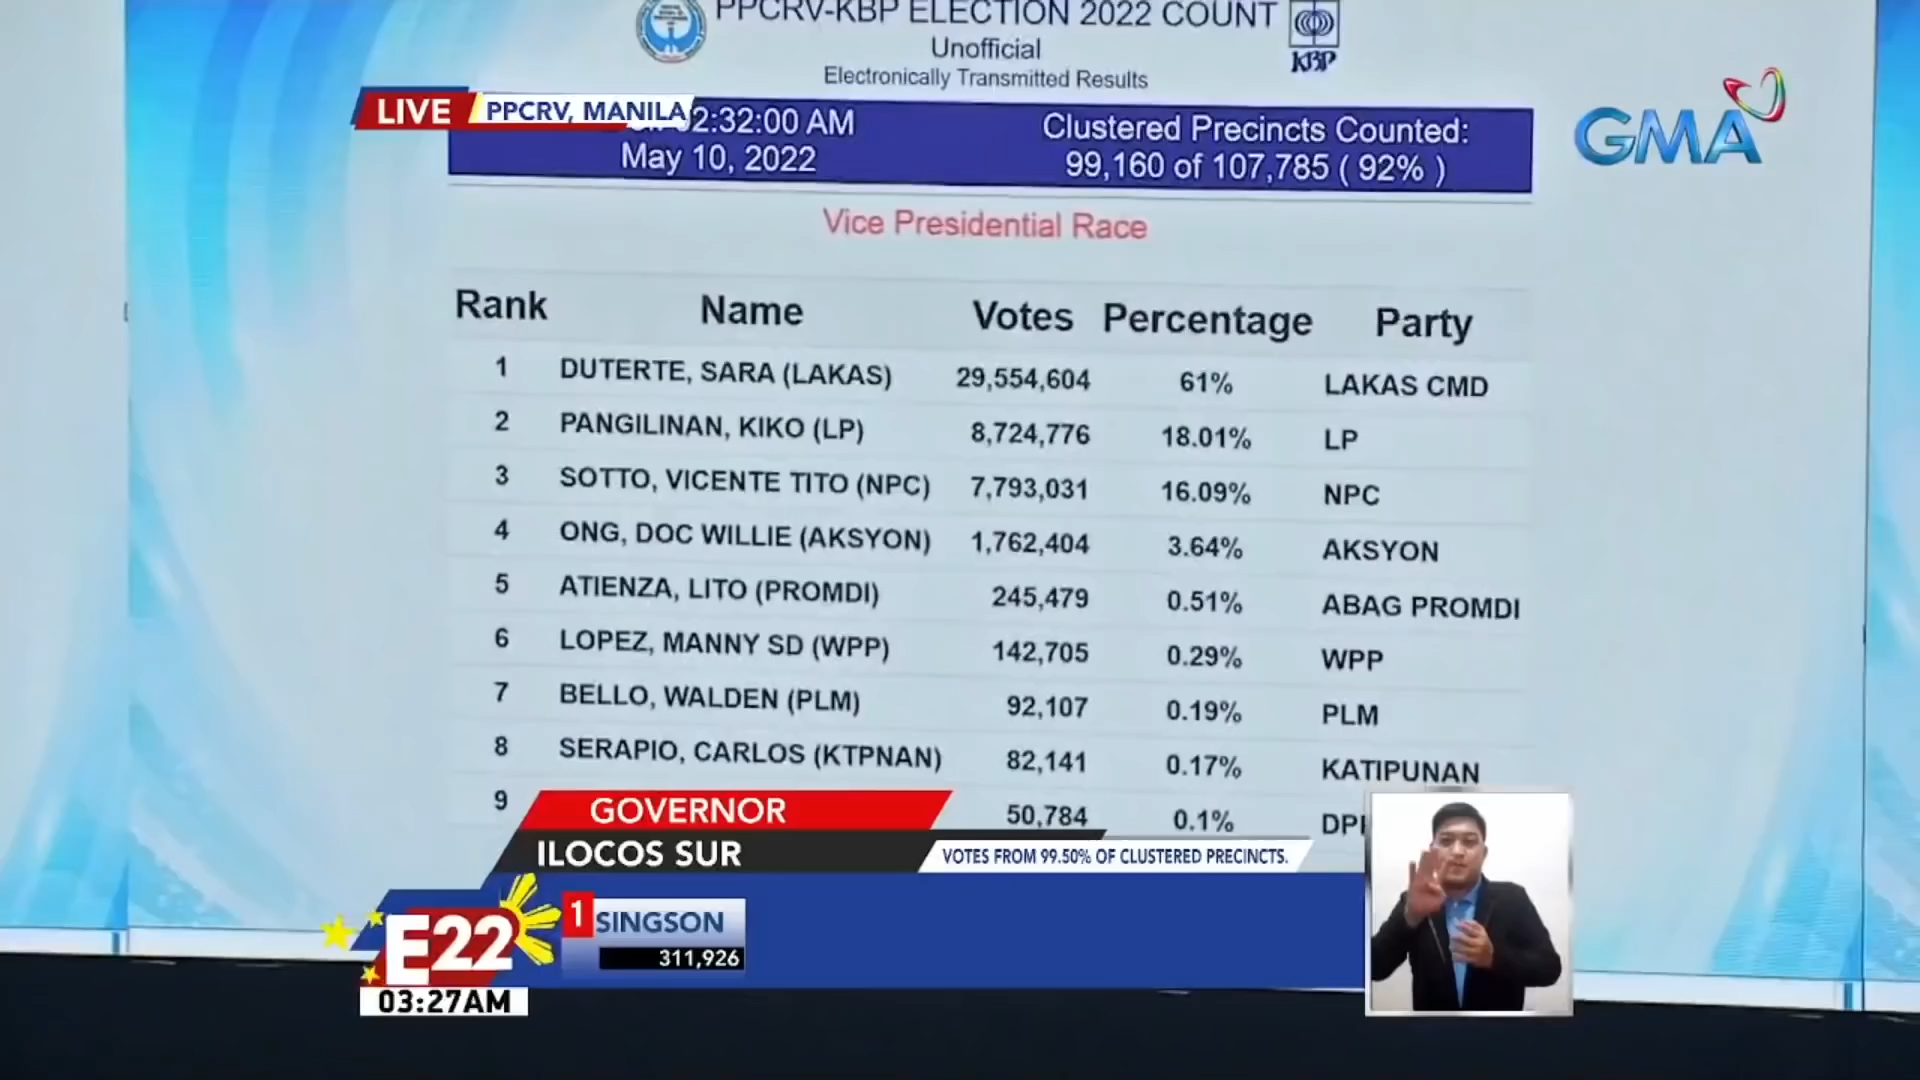 PPCRV-KBP ELECTION 2022 COUNT
Unofficial
Electronically Transmitted Results
KBP
LIVE
PPCRV, MANILA
2:32:00 AM
May 10, 2022
Clustered Precincts Counted:
99,160 of 107,785 ( 92% )
GMA
Vice Presidential Race
Rank Name Votes Percentage Party
1 DUTERTE, SARA (LAKAS) 29,554,604 61% LAKAS CMD
2 PANGILINAN, KIKO (LP) 8,724,776 18.01% LP
3 SOTTO, VICENTE TITO (NPC) 7,793,031 16.09% NPC
4 ONG, DOC WILLIE (AKSYON) 1,762,404 3.64% AKSYON
5 ATIENZA, LITO (PROMDI) 245,479 0.51% ABAG PROMDI
6 LOPEZ, MANNY SD (WPP) 142,705 0.29% WPP
7 BELLO, WALDEN (PLM) 92,107 0.19% PLM
8 SERAPIO, CARLOS (KTPNAN) 82,141 0.17% KATIPUNAN
9 50,784 0.1%
GOVERNOR
ILOCOS SUR
VOTES FROM 99.50% OF CLUSTERED PRECINCTS.
1 SINGSON
311,926
E22
03:27AM